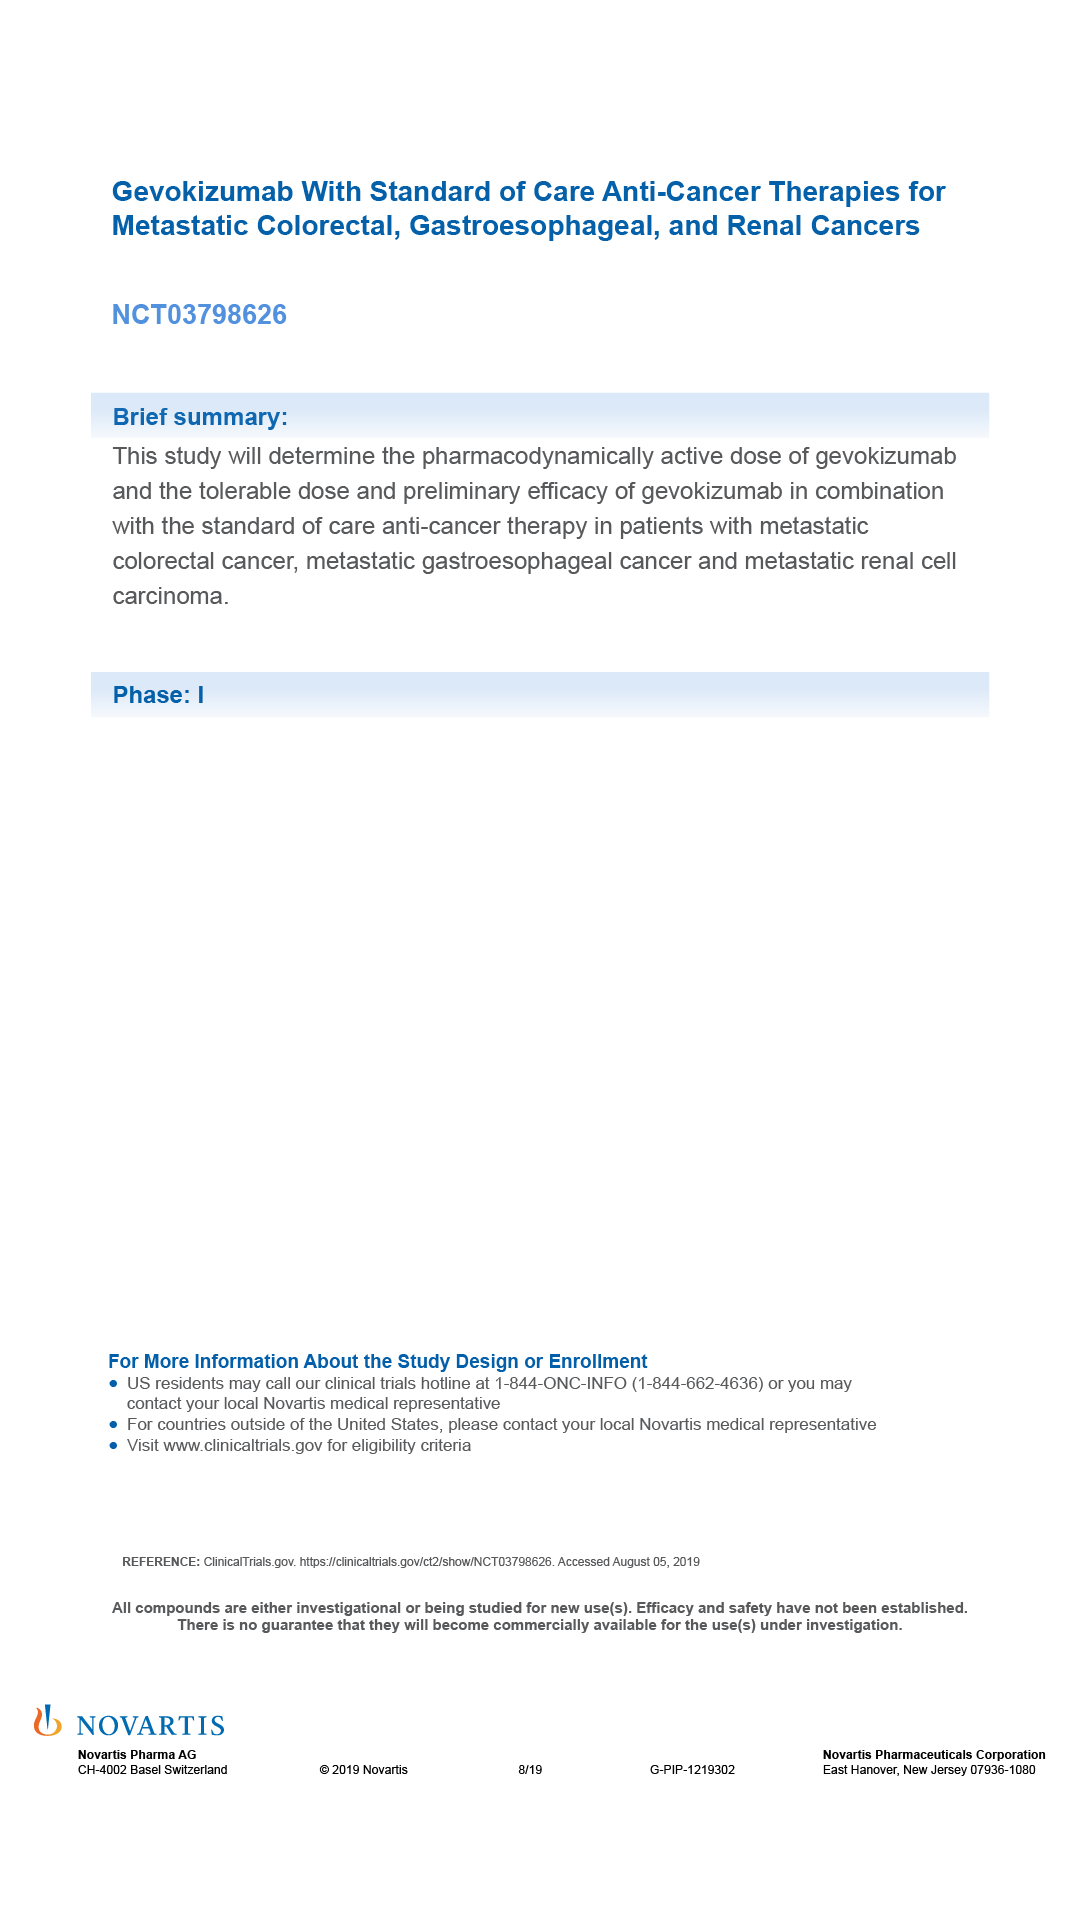 Gevokizumab With Standard of Care Anti-Cancer Therapies for
Metastatic Colorectal, Gastroesophageal, and Renal Cancers
NCT03798626
Brief summary:
This study will determine the pharmacodynamically active dose of gevokizumab
and the tolerable dose and preliminary efficacy of gevokizumab in combination
with the standard of care anti-cancer therapy in patients with metastatic
colorectal cancer, metastatic gastroesophageal cancer and metastatic renal cell
carcinoma.
Phase: I
For More Information About the Study Design or Enrollment
● US residents may call our clinical trials hotline at 1-844-ONC-INFO (1-844-662-4636) or you may
contact your local Novartis medical representative
● For countries outside of the United States, please contact your local Novartis medical representative
● Visit www.clinicaltrials.gov for eligibility criteria
REFERENCE: ClinicalTrials.gov. https://clinicaltrials.gov/ct2/show/NCT03798626. Accessed August 05, 2019
All compounds are either investigational or being studied for new use(s). Efficacy and safety have not been established.
There is no guarantee that they will become commercially available for the use(s) under investigation.
NOVARTIS
Novartis Pharma AG
CH-4002 Basel Switzerland
© 2019 Novartis
8/19
G-PIP-1219302
Novartis Pharmaceuticals Corporation
East Hanover, New Jersey 07936-1080